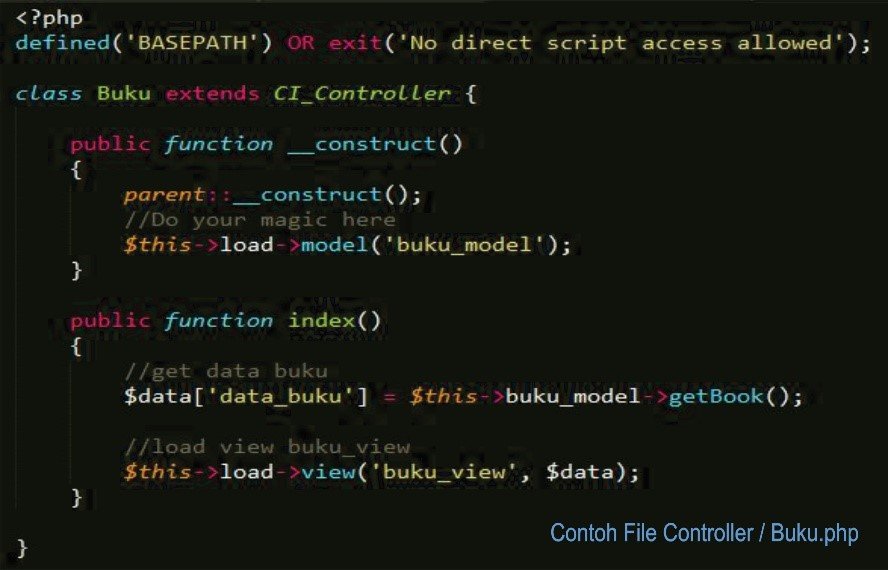 <?php
defined('BASEPATH') OR exit('No direct script access allowed');
class Buku extends CI_Controller {
public function __construct()
{
parent::__construct();
//Do your magic here
$this->load->model('buku_model');
}
public function index()
{
//get data buku
$data['data_buku'] = $this->buku_model->getBook();
//load view buku_view
$this->load->view('buku_view', $data);
}
}
Contoh File Controller / Buku.php